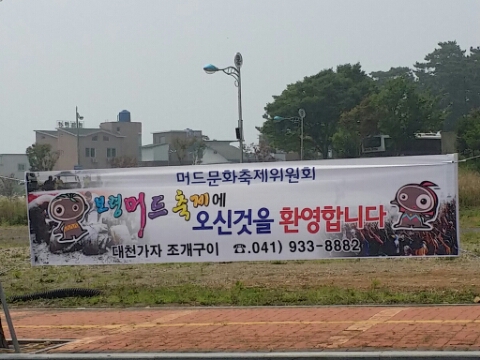 머드문화축제위원회
보령머드축제에
오신것을 환영합니다
대천가자 조개구이 ☎.041) 933-8882